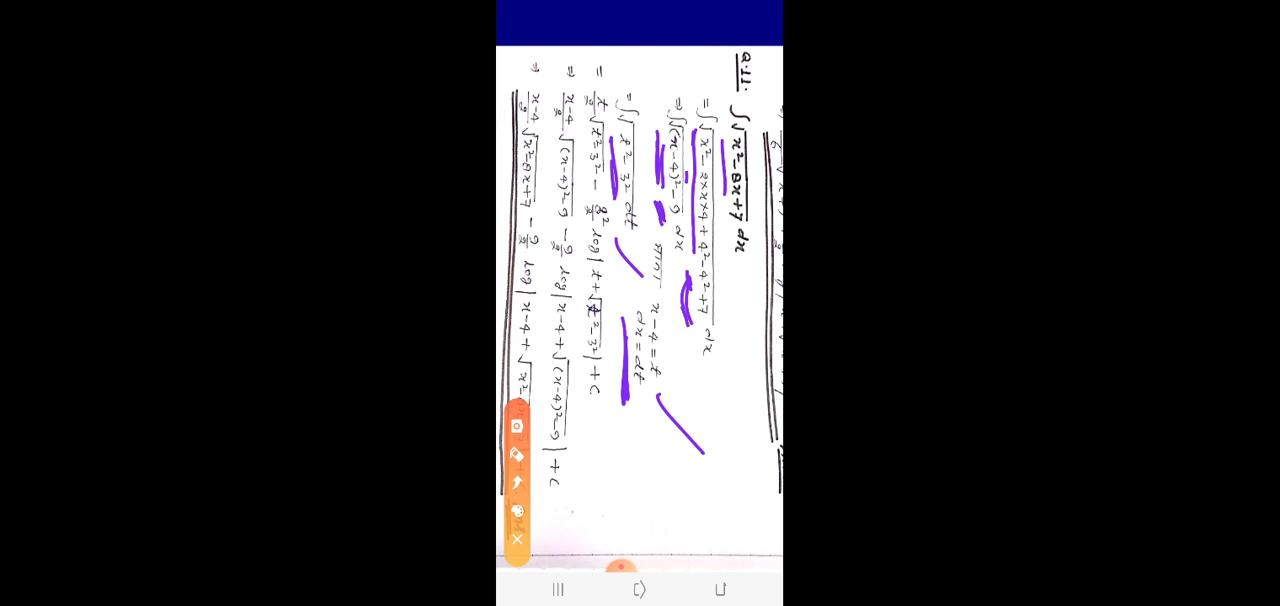 Q.11. ∫√x²-8x+7 dx
= ∫√x²-2×x×4+4²-4²+7 dx
⇒ ∫√(x-4)²-9 dx
x-4=t
dx=dt
= ∫√t²-3² dt
= t/2 √t²-3² - 3²/2 log|t+√t²-3²|+C
⇒ x-4/2 √(x-4)²-9 - 9/2 log|x-4+√(x-4)²-9|+C
⇒ x-4/2 √x²-8x+7 - 9/2 log|x-4+√x²-